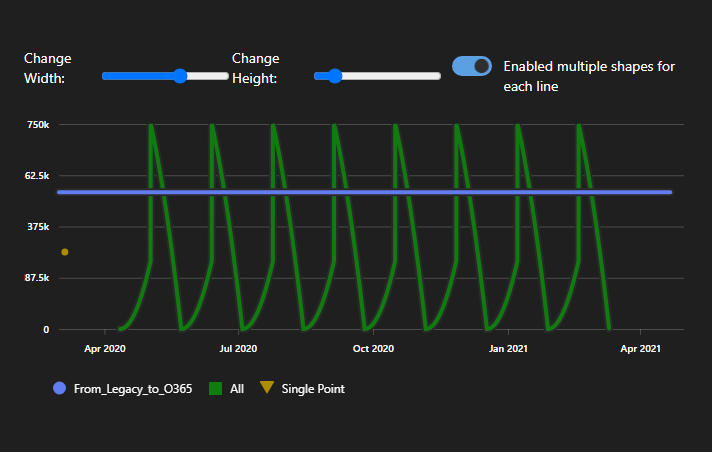 Change
Width:
Change
Height:
Enabled multiple shapes for
each line
750k
62.5k
375k
87.5k
0
Apr 2020
Jul 2020
Oct 2020
Jan 2021
Apr 2021
From_Legacy_to_O365
All
Single Point